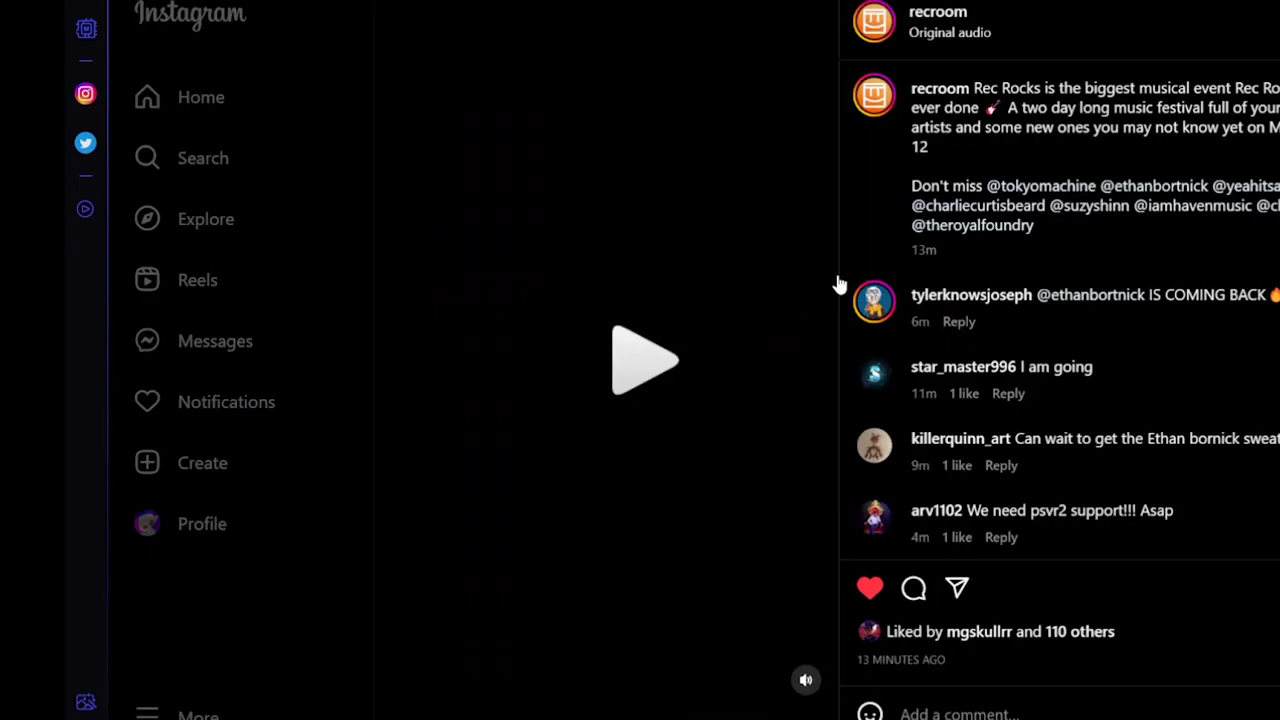 Instagram
Home
Search
Explore
Reels
Messages
Notifications
Create
Profile
More
recroom
Original audio
recroom Rec Rocks is the biggest musical event Rec Ro
ever done A two day long music festival full of your
artists and some new ones you may not know yet on M
12
Don't miss @tokyomachine @ethanbortnick @yeahitsa
@charliecurtisbeard @suzyshinn @iamhavenmusic @cl
@theroyalfoundry
13m
tylerknowsjoseph @ethanbortnick IS COMING BACK
6m Reply
star_master996 I am going
11m 1 like Reply
killerquinn_art Can wait to get the Ethan bornick sweat
9m 1 like Reply
arv1102 We need psvr2 support!!! Asap
4m 1 like Reply
Liked by mgskullrr and 110 others
13 MINUTES AGO
Add a comment...